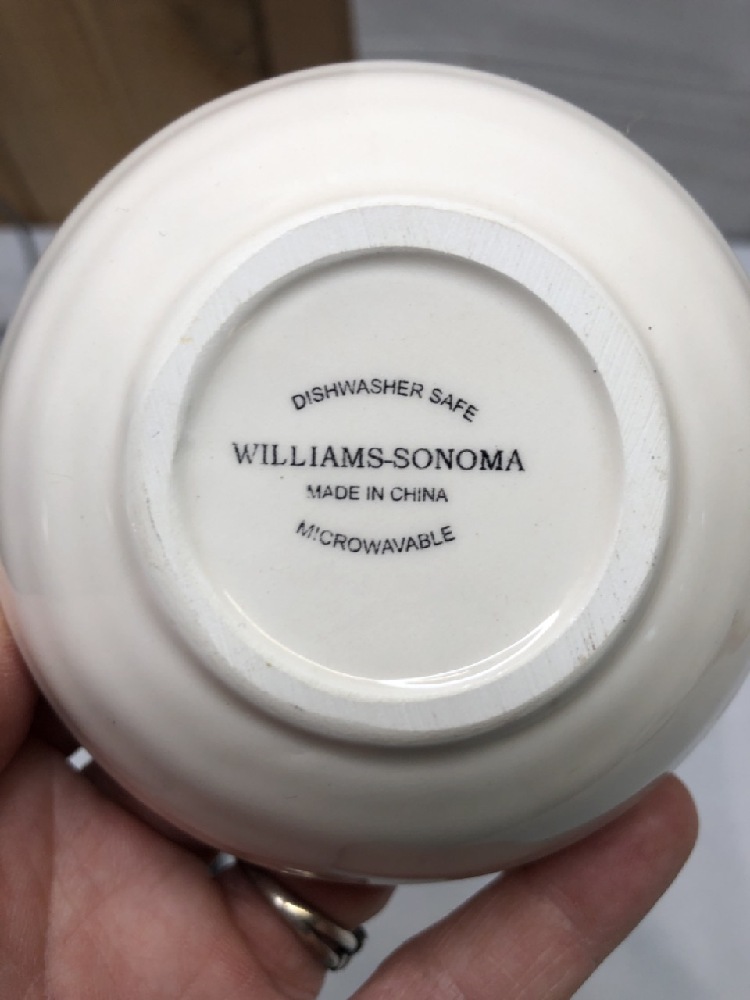 DISHWASHER SAFE
WILLIAMS-SONOMA
MADE IN CHINA
MICROWAVABLE